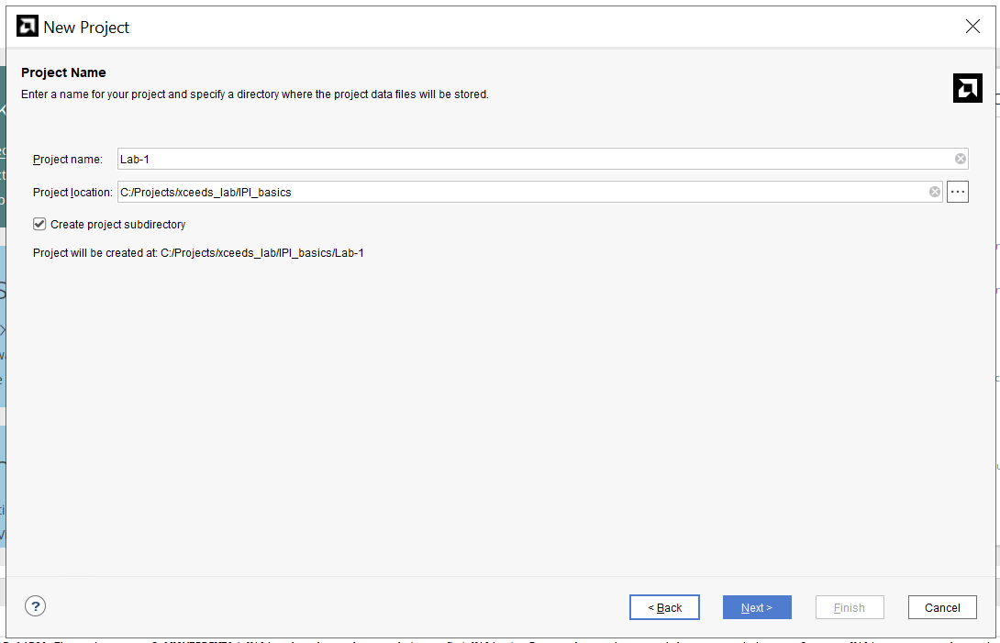 New Project
Project Name
Enter a name for your project and specify a directory where the project data files will be stored.
Project name: Lab-1
Project location: C:/Projects/xceeds_lab/IPI_basics
Create project subdirectory
Project will be created at: C:/Projects/xceeds_lab/IPI_basics/Lab-1
?
< Back
Next >
Finish
Cancel